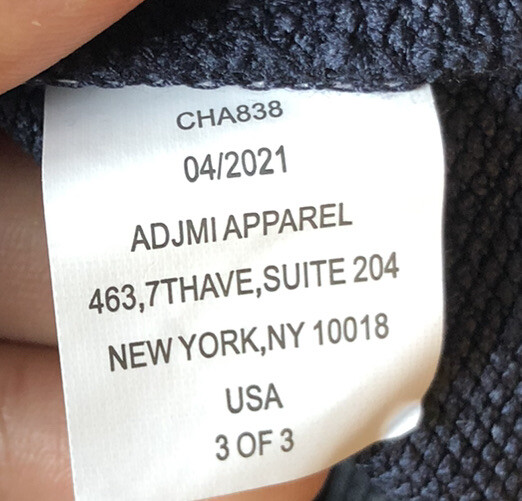 CHA838
04/2021
ADJMI APPAREL
463,7THAVE,SUITE 204
NEW YORK,NY 10018
USA
3 OF 3